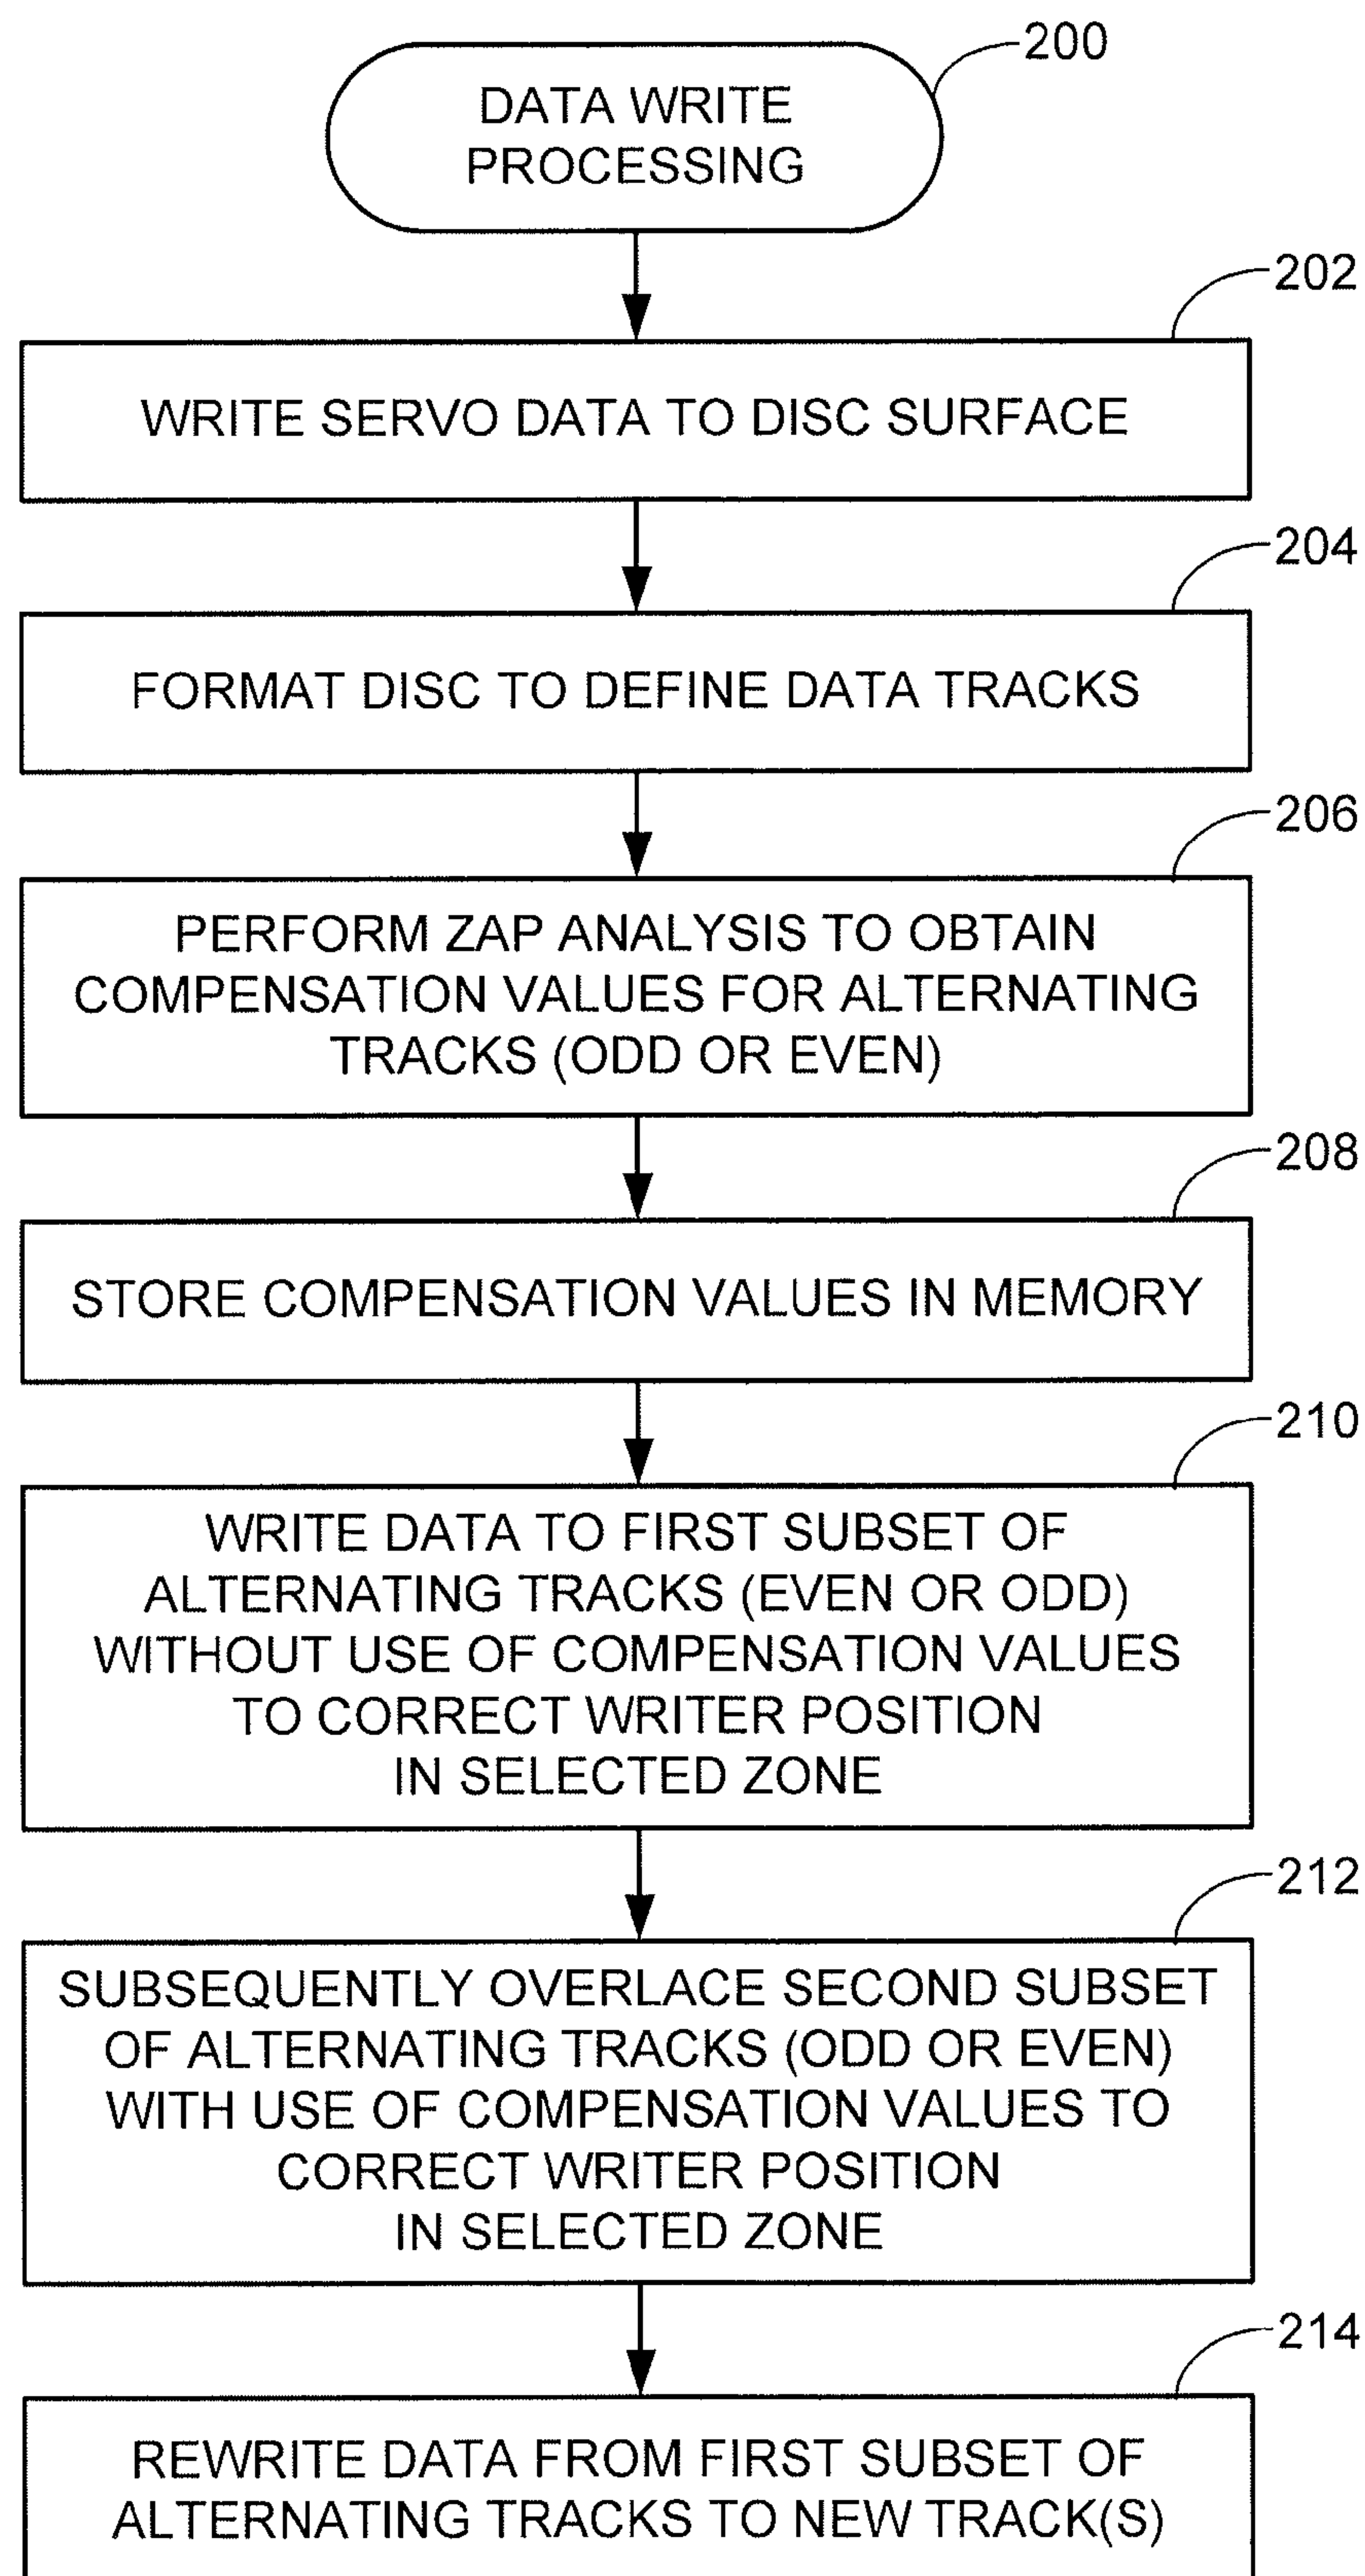 200
DATA WRITE
PROCESSING
202
WRITE SERVO DATA TO DISC SURFACE
204
FORMAT DISC TO DEFINE DATA TRACKS
206
PERFORM ZAP ANALYSIS TO OBTAIN
COMPENSATION VALUES FOR ALTERNATING
TRACKS (ODD OR EVEN)
208
STORE COMPENSATION VALUES IN MEMORY
210
WRITE DATA TO FIRST SUBSET OF
ALTERNATING TRACKS (EVEN OR ODD)
WITHOUT USE OF COMPENSATION VALUES
TO CORRECT WRITER POSITION
IN SELECTED ZONE
212
SUBSEQUENTLY OVERLACE SECOND SUBSET
OF ALTERNATING TRACKS (ODD OR EVEN)
WITH USE OF COMPENSATION VALUES TO
CORRECT WRITER POSITION
IN SELECTED ZONE
214
REWRITE DATA FROM FIRST SUBSET OF
ALTERNATING TRACKS TO NEW TRACK(S)